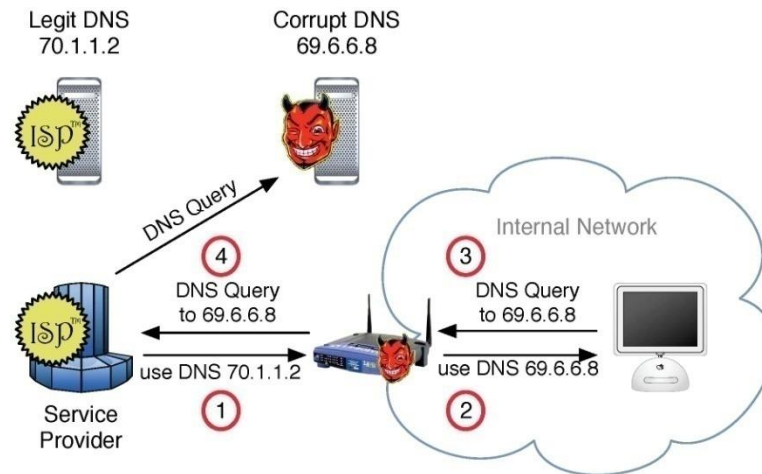 Legit DNS
70.1.1.2
Corrupt DNS
69.6.6.8
ISP™
DNS Query
Internal Network
4
3
DNS Query
to 69.6.6.8
DNS Query
to 69.6.6.8
ISP™
use DNS 70.1.1.2
use DNS 69.6.6.8
Service
Provider
1
2